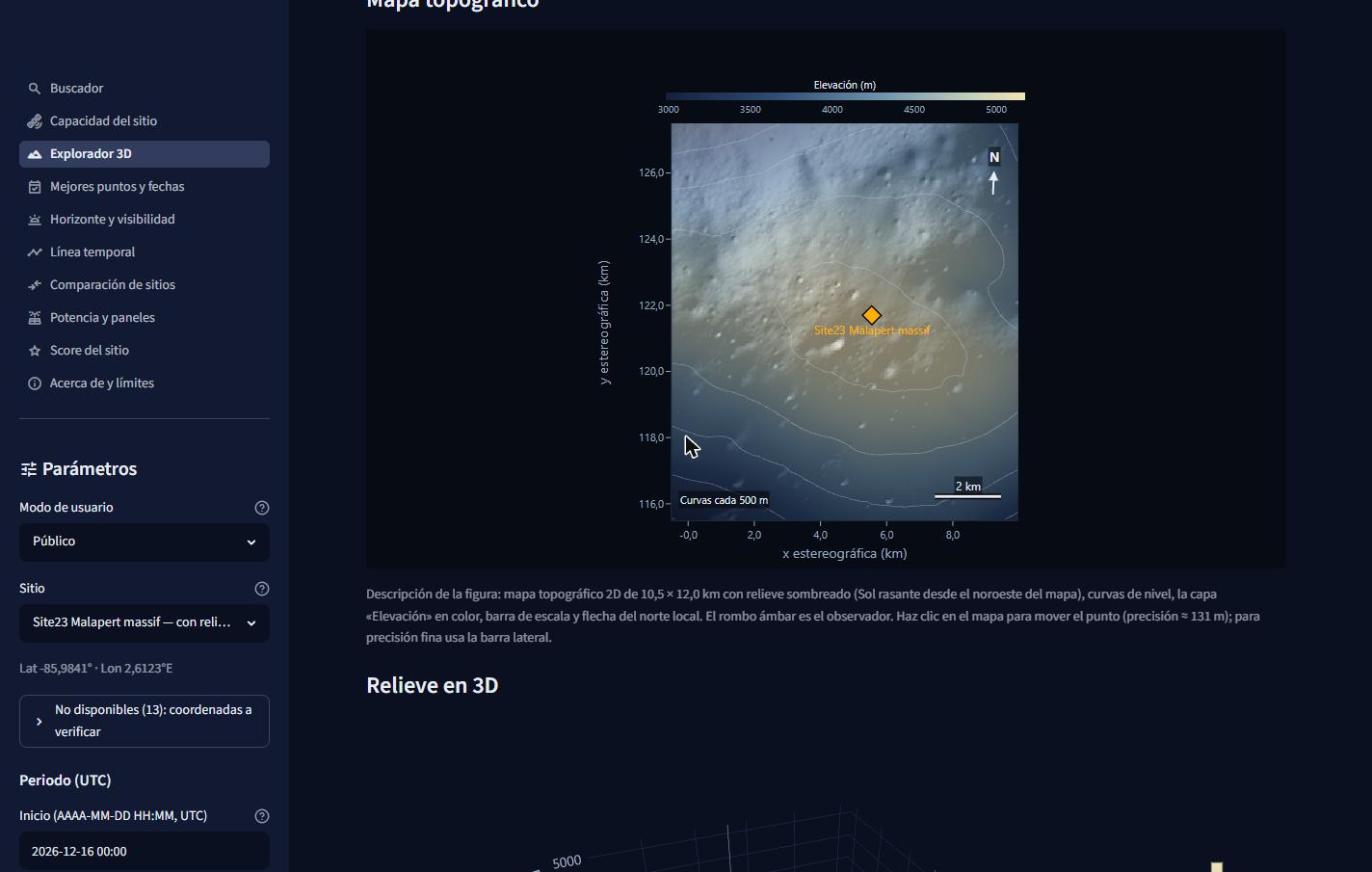 Mapa topográfico
Buscador
Capacidad del sitio
Explorador 3D
Mejores puntos y fechas
Horizonte y visibilidad
Línea temporal
Comparación de sitios
Potencia y paneles
Score del sitio
Acerca de y límites
Parámetros
Modo de usuario
Público
Sitio
Site23 Malapert massif — con reli...
Lat -85,9841° · Lon 2,6123°E
No disponibles (13): coordenadas a
verificar
Periodo (UTC)
Inicio (AAAA-MM-DD HH:MM, UTC)
2026-12-16 00:00
Elevación (m)
3000 3500 4000 4500 5000
N
126,0
124,0
122,0
120,0
118,0
116,0
y estereográfica (km)
Site23 Malapert massif
2 km
Curvas cada 500 m
-0,0 2,0 4,0 6,0 8,0
x estereográfica (km)
Descripción de la figura: mapa topográfico 2D de 10,5 × 12,0 km con relieve sombreado (Sol rasante desde el noroeste del mapa), curvas de nivel, la capa
«Elevación» en color, barra de escala y flecha del norte local. El rombo ámbar es el observador. Haz clic en el mapa para mover el punto (precisión ≈ 131 m); para
precisión fina usa la barra lateral.
Relieve en 3D
5000